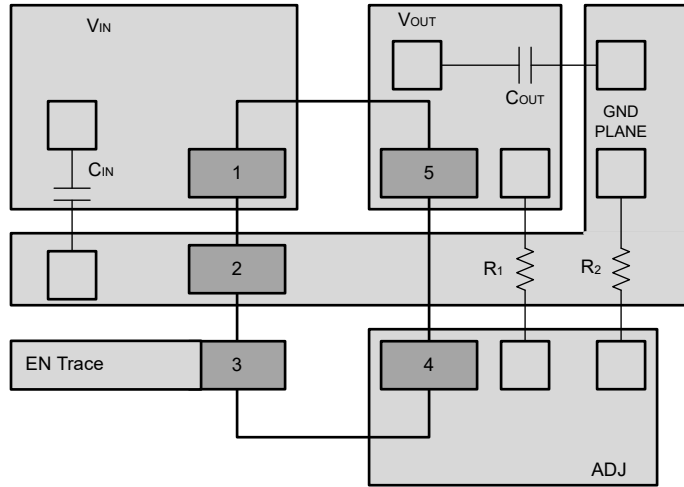 VIN
VOUT
COUT
GND
PLANE
CIN
1
5
2
R1
R2
EN Trace
3
4
ADJ